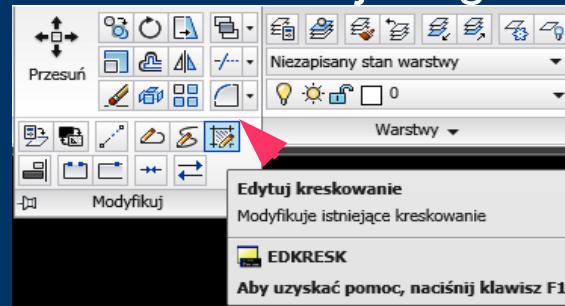 Przesuń
Niezapisany stan warstwy
0
Warstwy
Modyfikuj
Edytuj kreskowanie
Modyfikuje istniejące kreskowanie
EDKRESK
Aby uzyskać pomoc, naciśnij klawisz F1